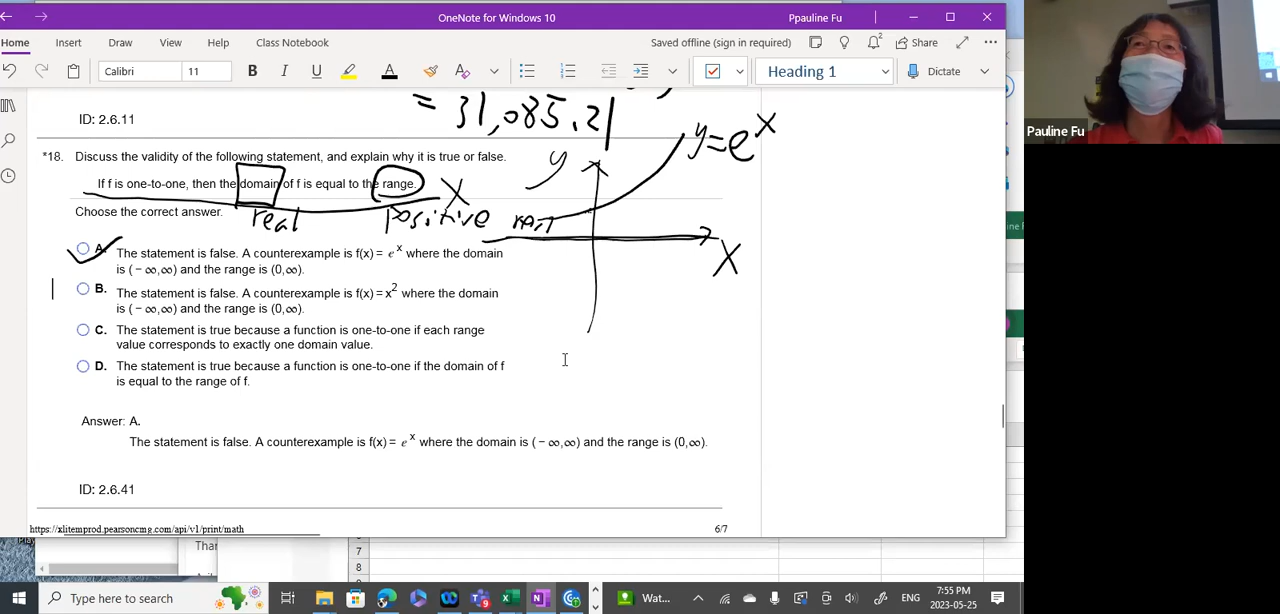 OneNote for Windows 10
Ppauline Fu
Home Insert Draw View Help Class Notebook
Saved offline (sign in required)
Share
Calibri 11 B I U A
Heading 1
Dictate
Pauline Fu
= 31,085.21
ID: 2.6.11
*18. Discuss the validity of the following statement, and explain why it is true or false.
If f is one-to-one, then the domain of f is equal to the range.
X
real
positive
y
y=e^x
X
Choose the correct answer.
A. The statement is false. A counterexample is f(x) = e^x where the domain
is (− ∞,∞) and the range is (0,∞).
B. The statement is false. A counterexample is f(x) = x² where the domain
is (− ∞,∞) and the range is (0,∞).
C. The statement is true because a function is one-to-one if each range
value corresponds to exactly one domain value.
D. The statement is true because a function is one-to-one if the domain of f
is equal to the range of f.
Answer: A.
The statement is false. A counterexample is f(x) = e^x where the domain is (− ∞,∞) and the range is (0,∞).
ID: 2.6.41
https://xlitemprod.pearsoncmg.com/api/v1/print/math
6/7
7
8
Type here to search
Wat...
ENG
7:55 PM
2023-05-25